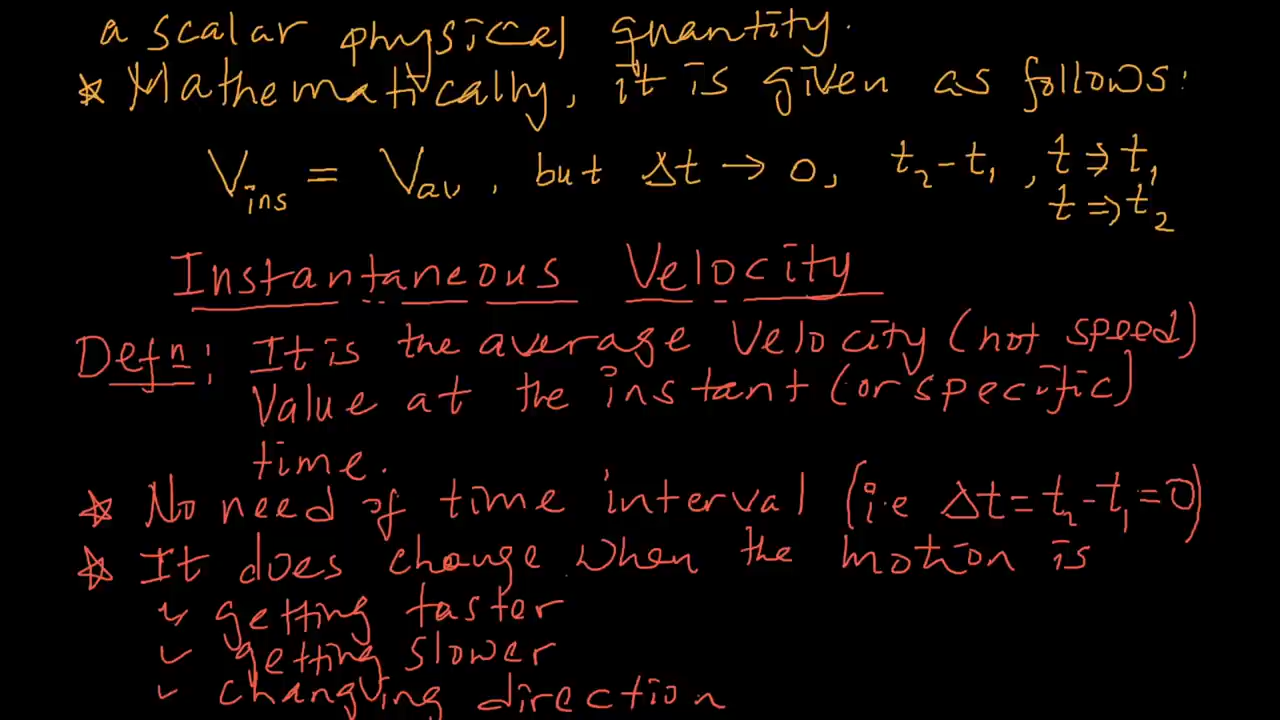 a scalar physical quantity.
* Mathematically, it is given as follows:
V_ins = V_av, but Δt → 0, t₂ - t₁, t ⇒ t₁
t ⇒ t₂
Instantaneous Velocity
Defn: It is the average velocity (not speed)
Value at the instant (or specific)
time.
* No need of time interval (i.e Δt = t₂ - t₁ = 0)
* It does change when the motion is
✓ getting faster
✓ getting slower
✓ changing direction